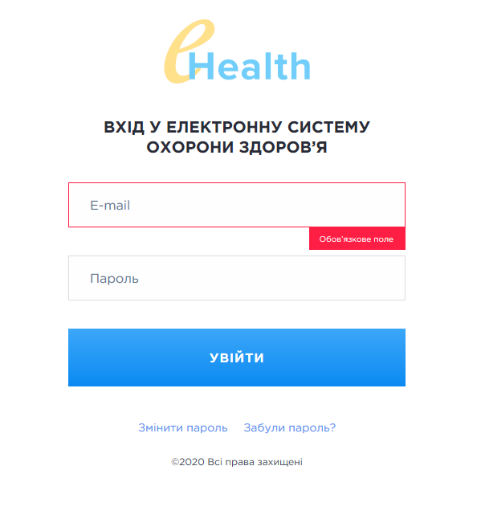 eHealth
ВХІД У ЕЛЕКТРОННУ СИСТЕМУ
ОХОРОНИ ЗДОРОВ’Я
E-mail
Обов’язкове поле
Пароль
УВІЙТИ
Змінити пароль Забули пароль?
©2020 Всі права захищені